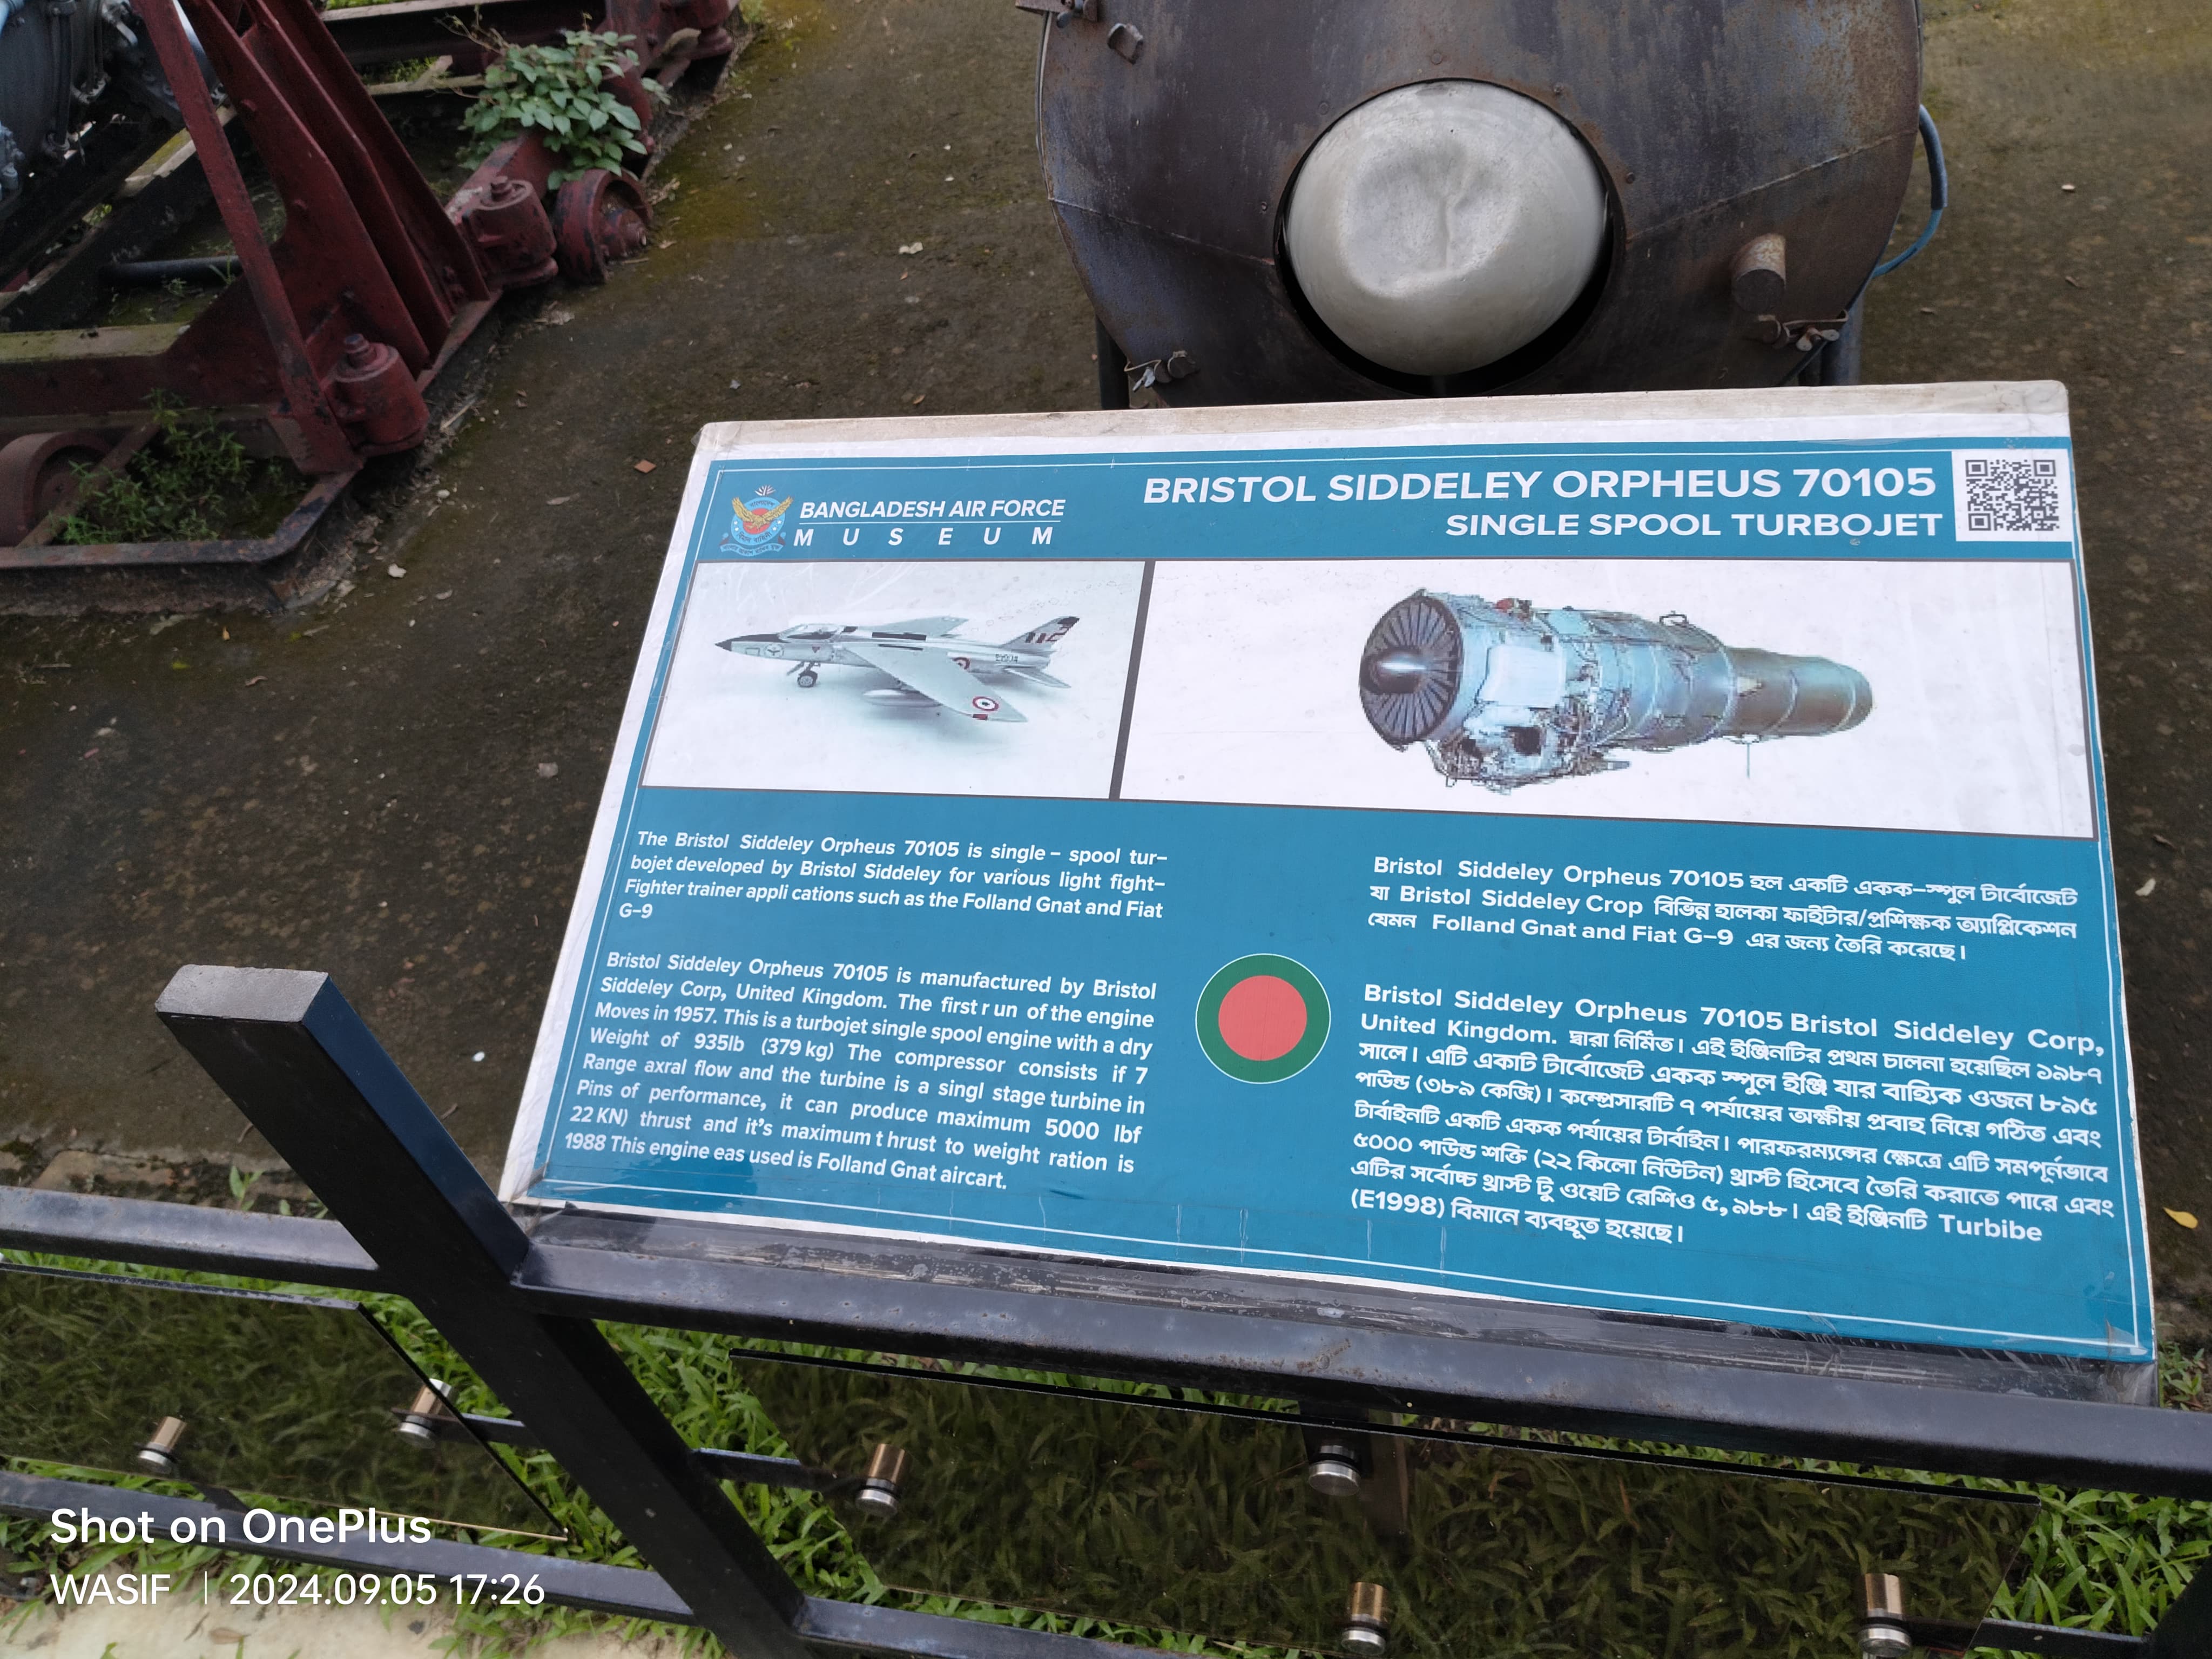 BANGLADESH AIR FORCE
MUSEUM
BRISTOL SIDDELEY ORPHEUS 70105
SINGLE SPOOL TURBOJET
The Bristol Siddeley Orpheus 70105 is single- spool tur-
bojet developed by Bristol Siddeley for various light fight-
Fighter trainer appli cations such as the Folland Gnat and Fiat
G-9
Bristol Siddeley Orpheus 70105 is manufactured by Bristol
Siddeley Corp, United Kingdom. The first r un of the engine
Moves in 1957. This is a turbojet single spool engine with a dry
Weight of 935lb (379 kg) The compressor consists if 7
Range axral flow and the turbine is a singl stage turbine in
Pins of performance, it can produce maximum 5000 lbf
22 KN) thrust and it's maximum t hrust to weight ration is
1988 This engine eas used is Folland Gnat aircart.
Bristol Siddeley Orpheus 70105 হল একটি একক-স্পুল টার্বোজেট
যা Bristol Siddeley Crop বিভিন্ন হালকা ফাইটার/প্রশিক্ষক অ্যাপ্লিকেশন
যেমন Folland Gnat and Fiat G-9 এর জন্য তৈরি করেছে।
Bristol Siddeley Orpheus 70105 Bristol Siddeley Corp,
United Kingdom. দ্বারা নির্মিত। এই ইঞ্জিনটির প্রথম চালনা হয়েছিল ১৯৮৭
সালে। এটি একাটি টার্বোজেট একক স্পুল ইঞ্জি যার বাহ্যিক ওজন ৮৯৫
পাউন্ড (৩৮৯ কেজি)। কম্প্রেসারটি ৭ পর্যায়ের অক্ষীয় প্রবাহ নিয়ে গঠিত এবং
টার্বাইনটি একটি একক পর্যায়ের টার্বাইন। পারফরম্যান্সের ক্ষেত্রে এটি সমপূর্নভাবে
৫০০০ পাউন্ড শক্তি (২২ কিলো নিউটন) থ্রাস্ট হিসেবে তৈরি করাতে পারে এবং
এটির সর্বোচ্চ থ্রাস্ট টু ওয়েট রেশিও ৫,৯৮৮। এই ইঞ্জিনটি Turbibe
(E1998) বিমানে ব্যবহূত হয়েছে।
Shot on OnePlus
WASIF | 2024.09.05 17:26